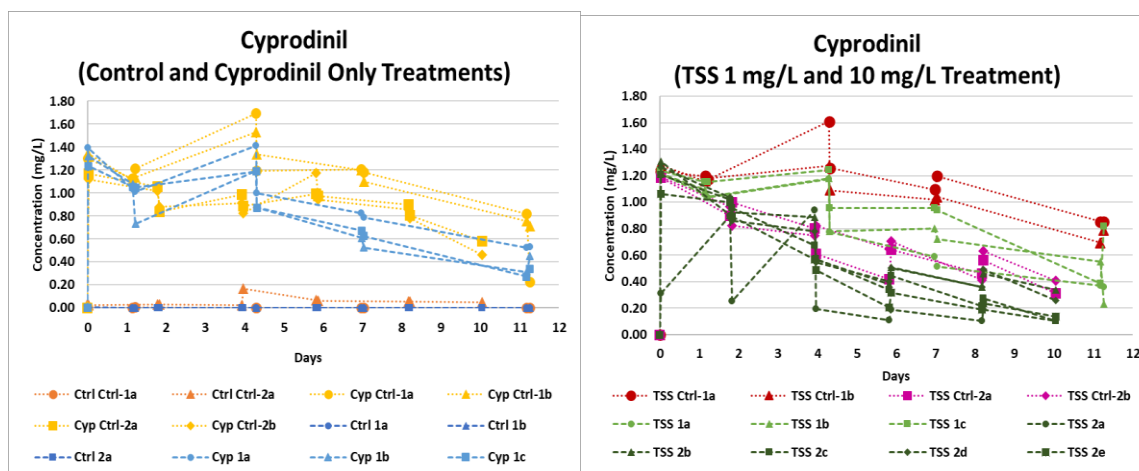 Cyprodinil
(Control and Cyprodinil Only Treatments)
Concentration (mg/L)
1.80
1.60
1.40
1.20
1.00
0.80
0.60
0.40
0.20
0.00
0 1 2 3 4 5 6 7 8 9 10 11 12
Days
Ctrl Ctrl-1a Ctrl Ctrl-2a Cyp Ctrl-1a Cyp Ctrl-1b
Cyp Ctrl-2a Cyp Ctrl-2b Ctrl 1a Ctrl 1b
Ctrl 2a Cyp 1a Cyp 1b Cyp 1c
Cyprodinil
(TSS 1 mg/L and 10 mg/L Treatment)
Concentration (mg/L)
1.80
1.60
1.40
1.20
1.00
0.80
0.60
0.40
0.20
0.00
0 1 2 3 4 5 6 7 8 9 10 11 12
Days
TSS Ctrl-1a TSS Ctrl-1b TSS Ctrl-2a TSS Ctrl-2b
TSS 1a TSS 1b TSS 1c TSS 2a
TSS 2b TSS 2c TSS 2d TSS 2e